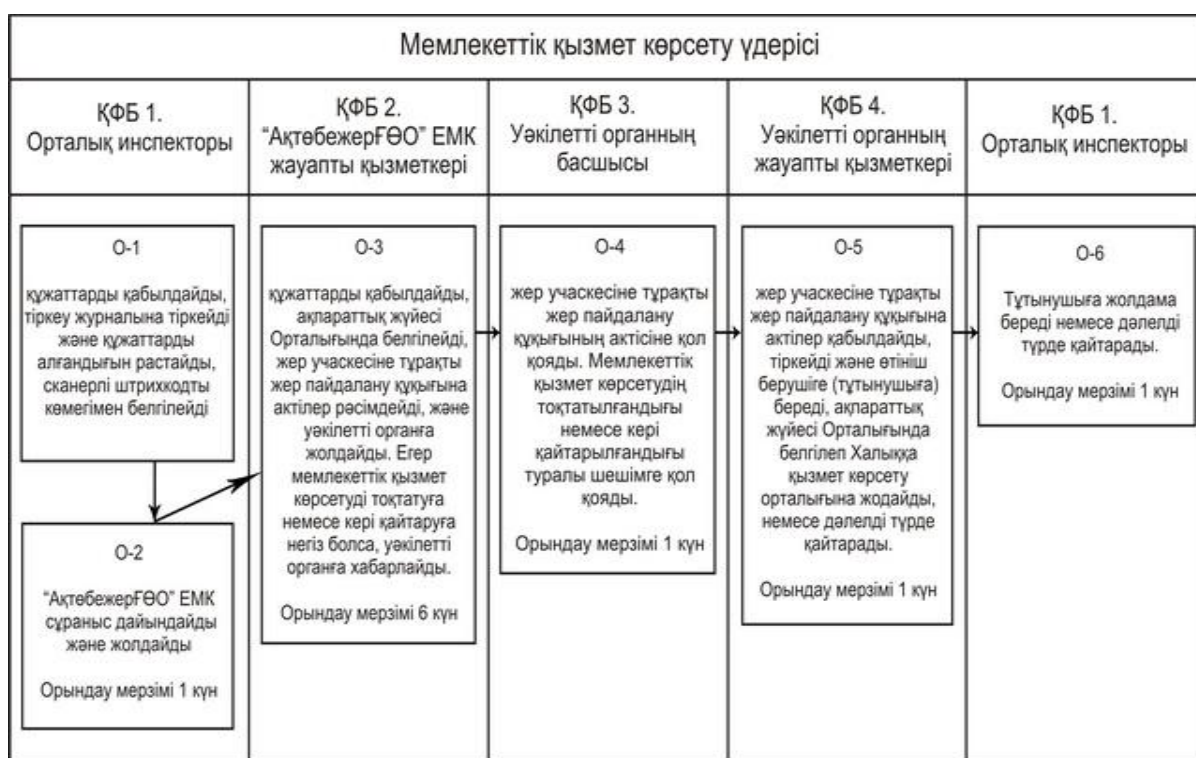 Мемлекеттік қызмет көрсету үдерісі
ҚФБ 1.
Орталық инспекторы
ҚФБ 2.
“АқтөбежерҒӨО” ЕМК
жауапты қызметкері
ҚФБ 3.
Уәкілетті органның
басшысы
ҚФБ 4.
Уәкілетті органның
жауапты қызметкері
ҚФБ 1.
Орталық инспекторы
О-1
құжаттарды қабылдайды,
тіркеу журналына тіркейді
және құжаттарды
алғандығын растайды,
сканерлі штрихкодты
көмегімен белгілейді
О-2
“АқтөбежерҒӨО” ЕМК
сұраныс дайындайды
және жолдайды
Орындау мерзімі 1 күн
О-3
құжаттарды қабылдайды,
ақпараттық жүйесі
Орталығында белгілейді,
жер учаскесіне тұрақты
жер пайдалану құқығына
актілер рәсімдейді, және
уәкілетті органға
жолдайды. Егер
мемлекеттік қызмет
көрсетуді тоқтатуға
немесе кері қайтаруға
негіз болса, уәкілетті
органға хабарлайды.
Орындау мерзімі 6 күн
О-4
жер учаскесіне тұрақты
жер пайдалану
құқығының актісіне қол
қояды. Мемлекеттік
қызмет көрсетудің
тоқтатылғандығы
немесе кері
қайтарылғандығы
туралы шешімге қол
қояды.
Орындау мерзімі 1 күн
О-5
жер учаскесіне тұрақты
жер пайдалану құқығына
актілер қабылдайды,
тіркейді және өтініш
берушіге (тұтынушыға)
береді, ақпараттық
жүйесі Орталығында
белгілеп Халыққа
қызмет көрсету
орталығына жодайды,
немесе дәлелді түрде
қайтарады.
Орындау мерзімі 1 күн
О-6
Тұтынушыға жолдама
береді немесе дәлелді
түрде қайтарады.
Орындау мерзімі 1 күн